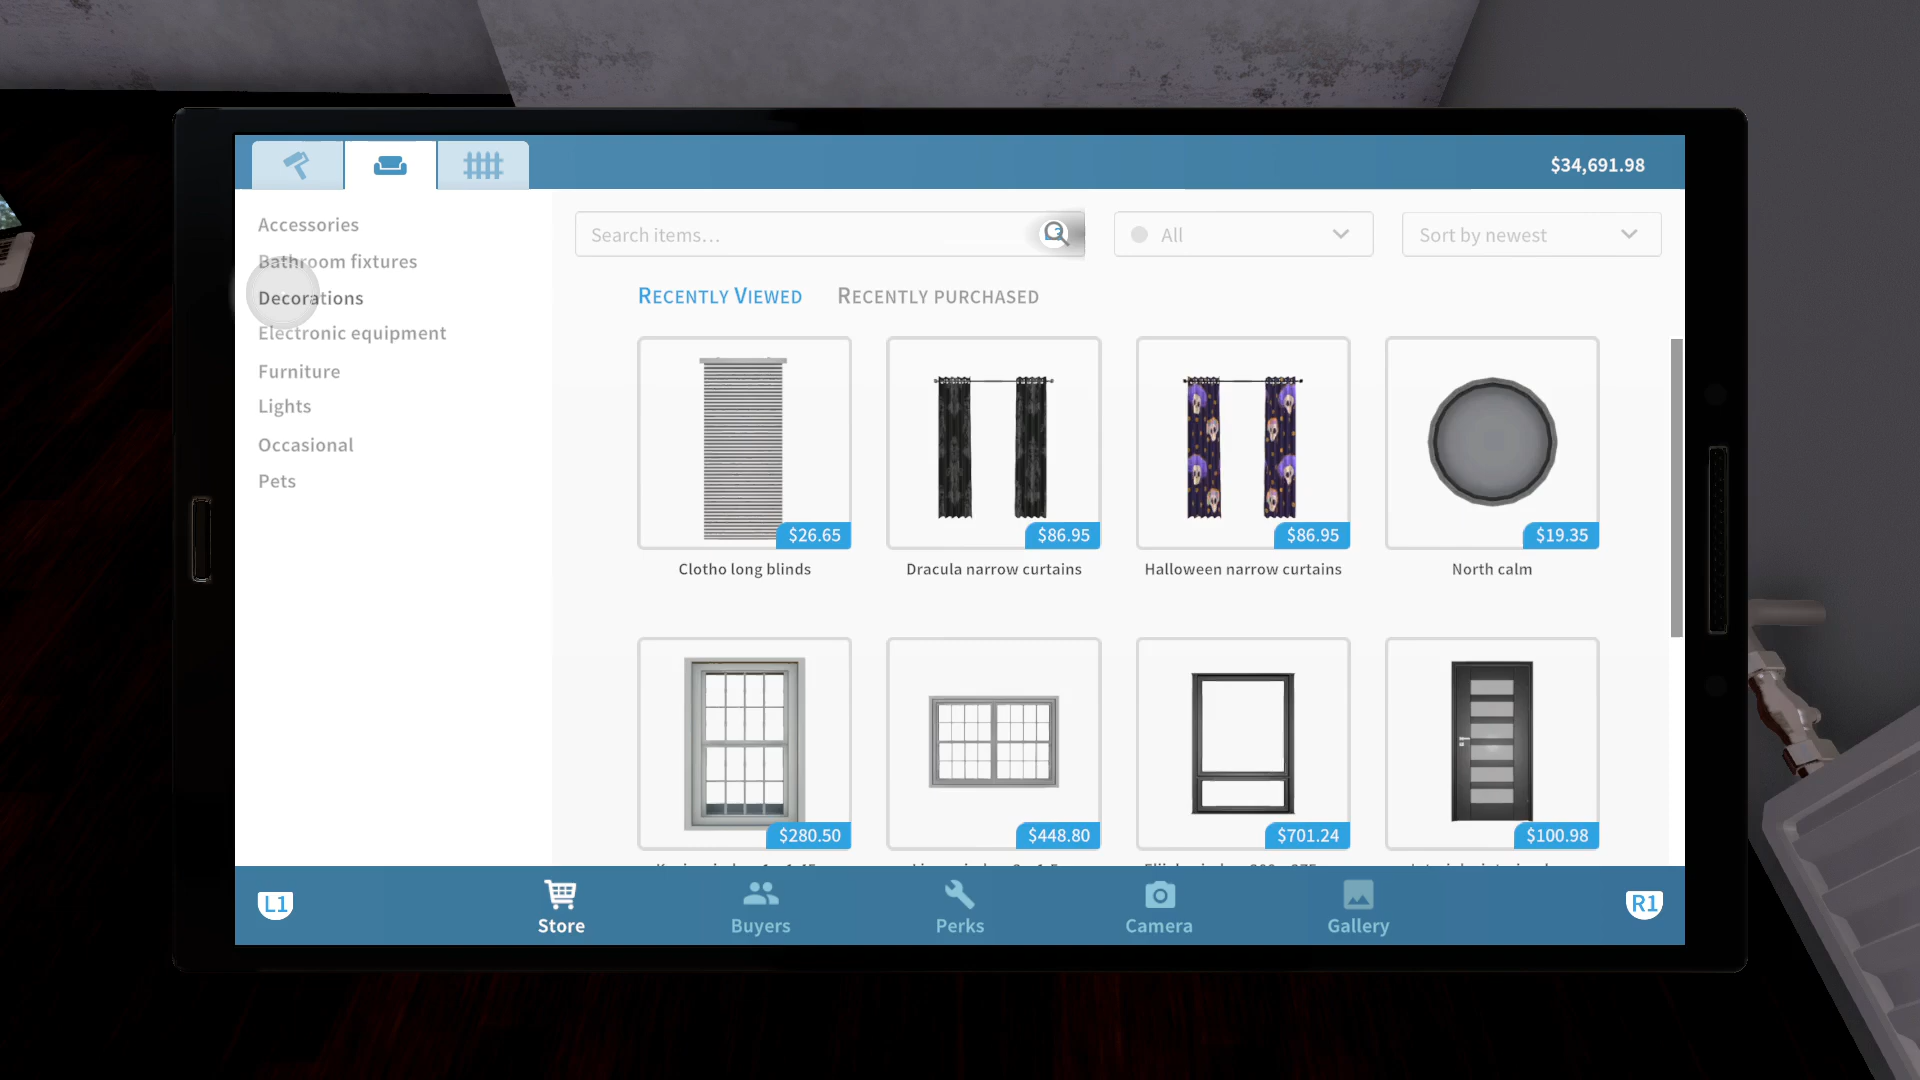 $34,691.98
Accessories
Bathroom fixtures
Decorations
Electronic equipment
Furniture
Lights
Occasional
Pets
Search items...
All
Sort by newest
RECENTLY VIEWED
RECENTLY PURCHASED
$26.65
$86.95
$86.95
$19.35
Clotho long blinds
Dracula narrow curtains
Halloween narrow curtains
North calm
$280.50
$448.80
$701.24
$100.98
L1
Store
Buyers
Perks
Camera
Gallery
R1